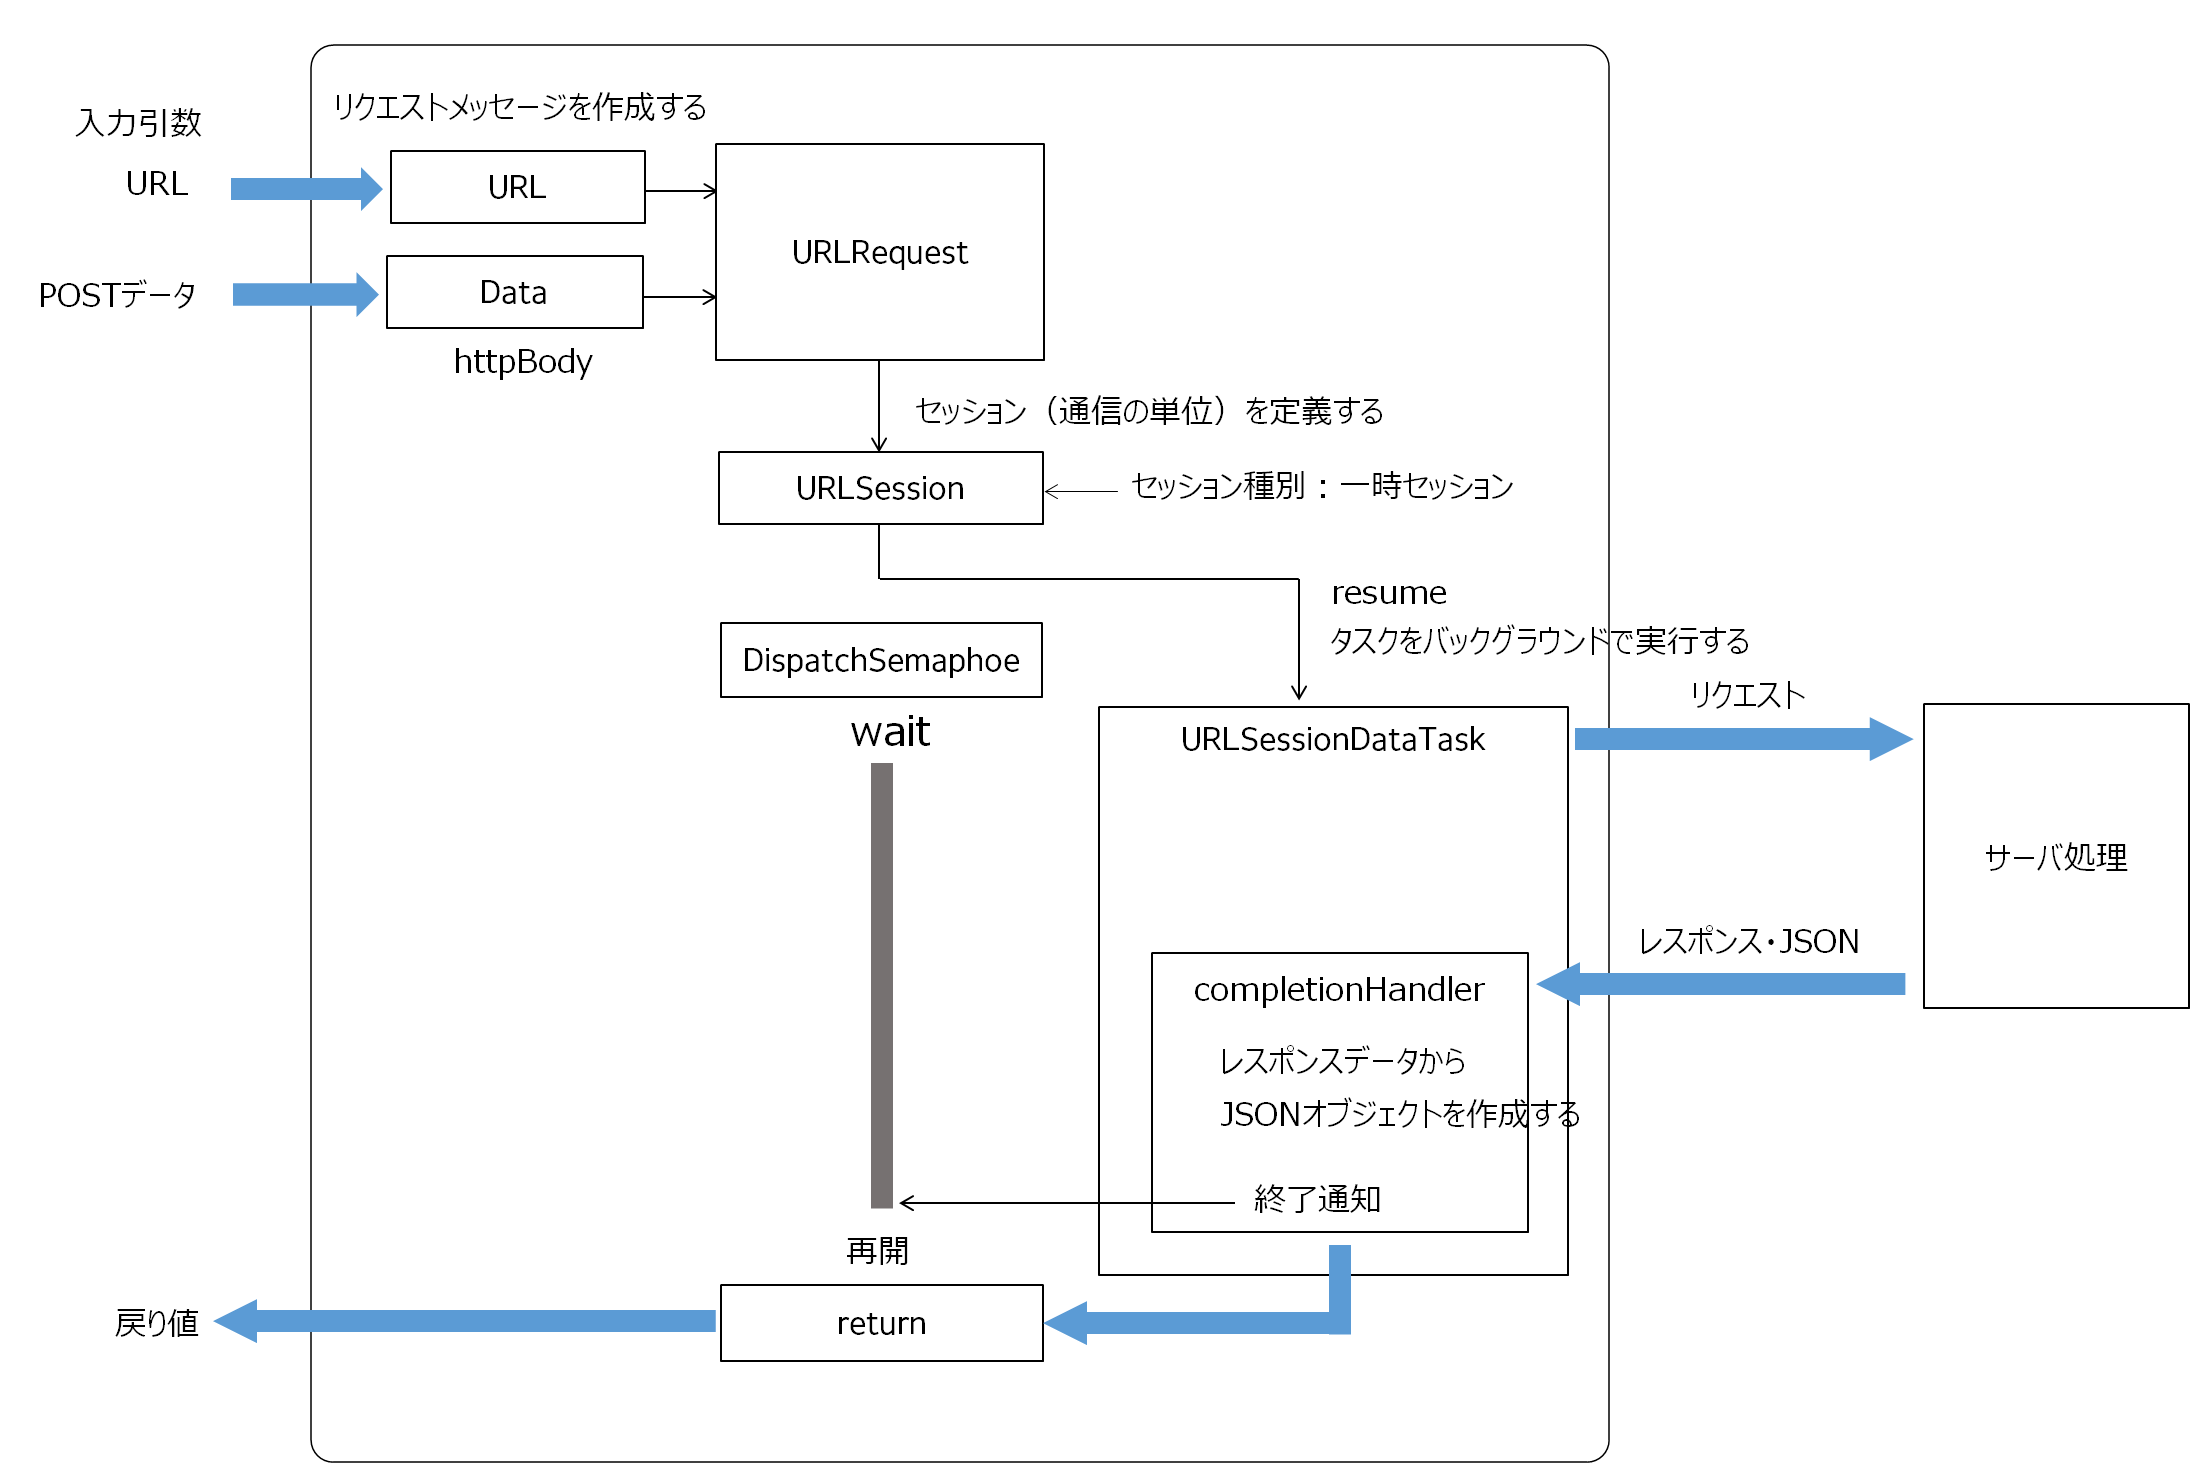 リクエストメッセージを作成する
入力引数
URL
URL
URLRequest
POSTデータ
Data
httpBody
セッション（通信の単位）を定義する
URLSession
セッション種別：一時セッション
resume
タスクをバックグラウンドで実行する
DispatchSemaphoe
wait
リクエスト
URLSessionDataTask
サーバ処理
レスポンス・JSON
completionHandler
レスポンスデータから
JSONオブジェクトを作成する
終了通知
再開
return
戻り値